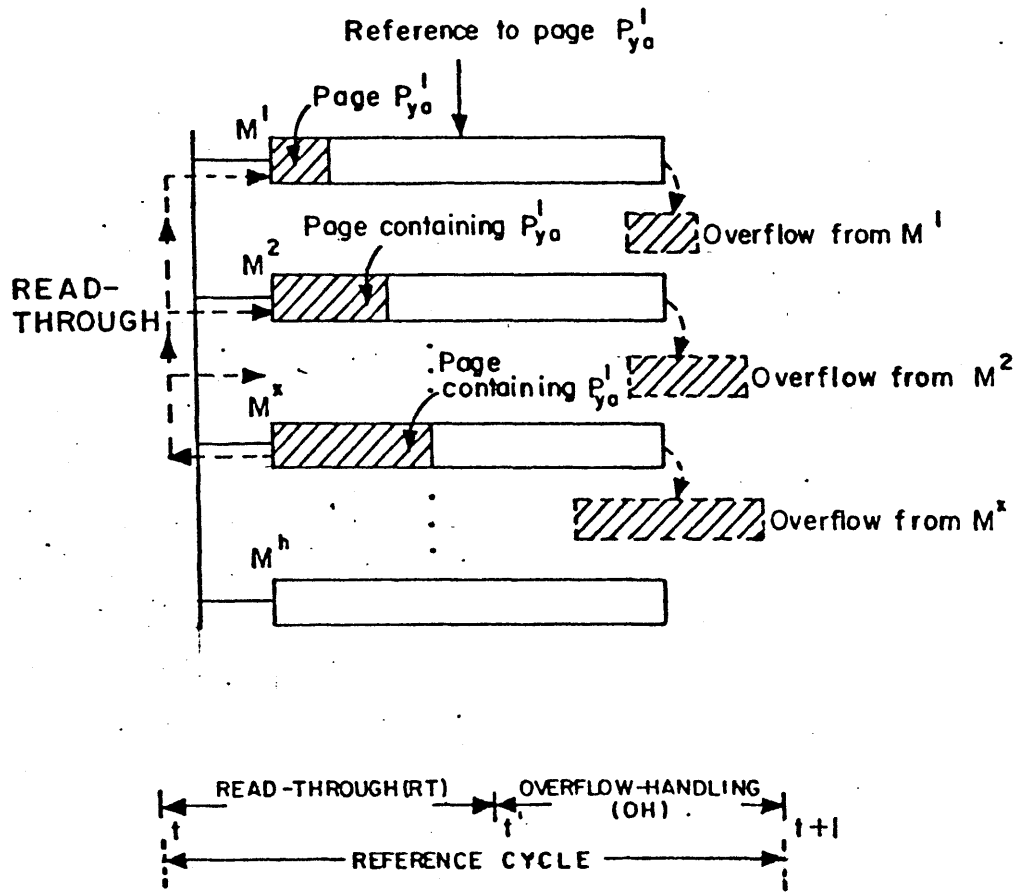 Reference to page P¹ya
Page P¹ya
M¹
Overflow from M¹
Page containing P¹ya
M²
READ-
THROUGH
Page
containing P¹ya
Overflow from M²
Mˣ
Overflow from Mˣ
Mʰ
READ-THROUGH(RT)
OVERFLOW-HANDLING
(OH)
t
t'
t+1
REFERENCE CYCLE